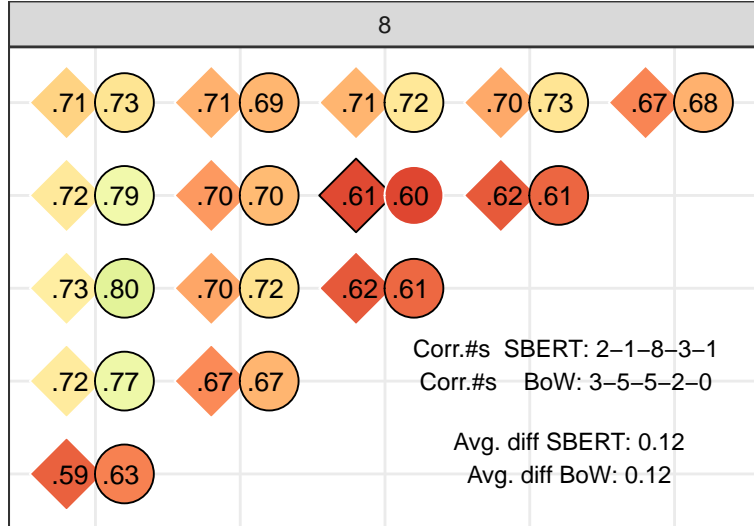 8
.71 .73 .71 .69 .71 .72 .70 .73 .67 .68
.72 .79 .70 .70 .61 .60 .62 .61
.73 .80 .70 .72 .62 .61
Corr.#s SBERT: 2–1–8–3–1
.72 .77 .67 .67 Corr.#s BoW: 3–5–5–2–0
Avg. diff SBERT: 0.12
.59 .63 Avg. diff BoW: 0.12